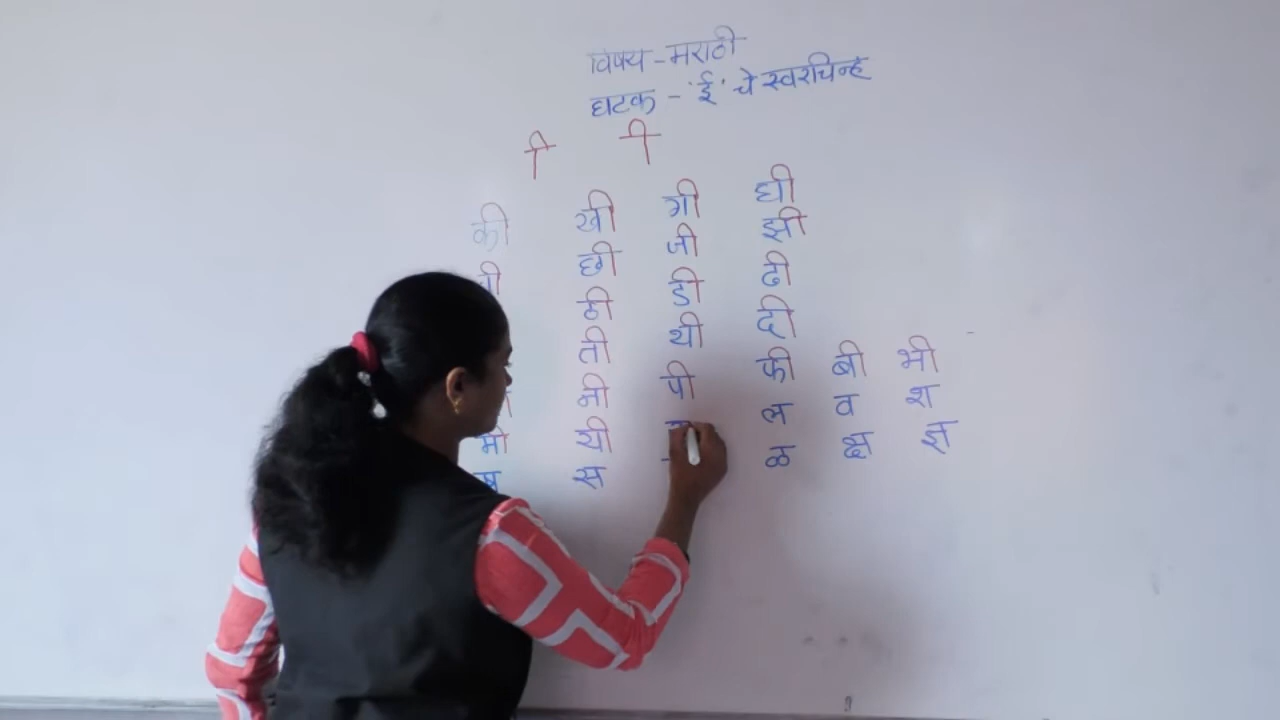 विषय - मराठी
घटक - 'ई' चे स्वरचिन्ह
ी ी
की खी गी घी
छी जी झी
ठी डी ढी
ती थी दी
नी पी फी बी भी
मी यी ल व श
स ळ क्ष ज्ञ